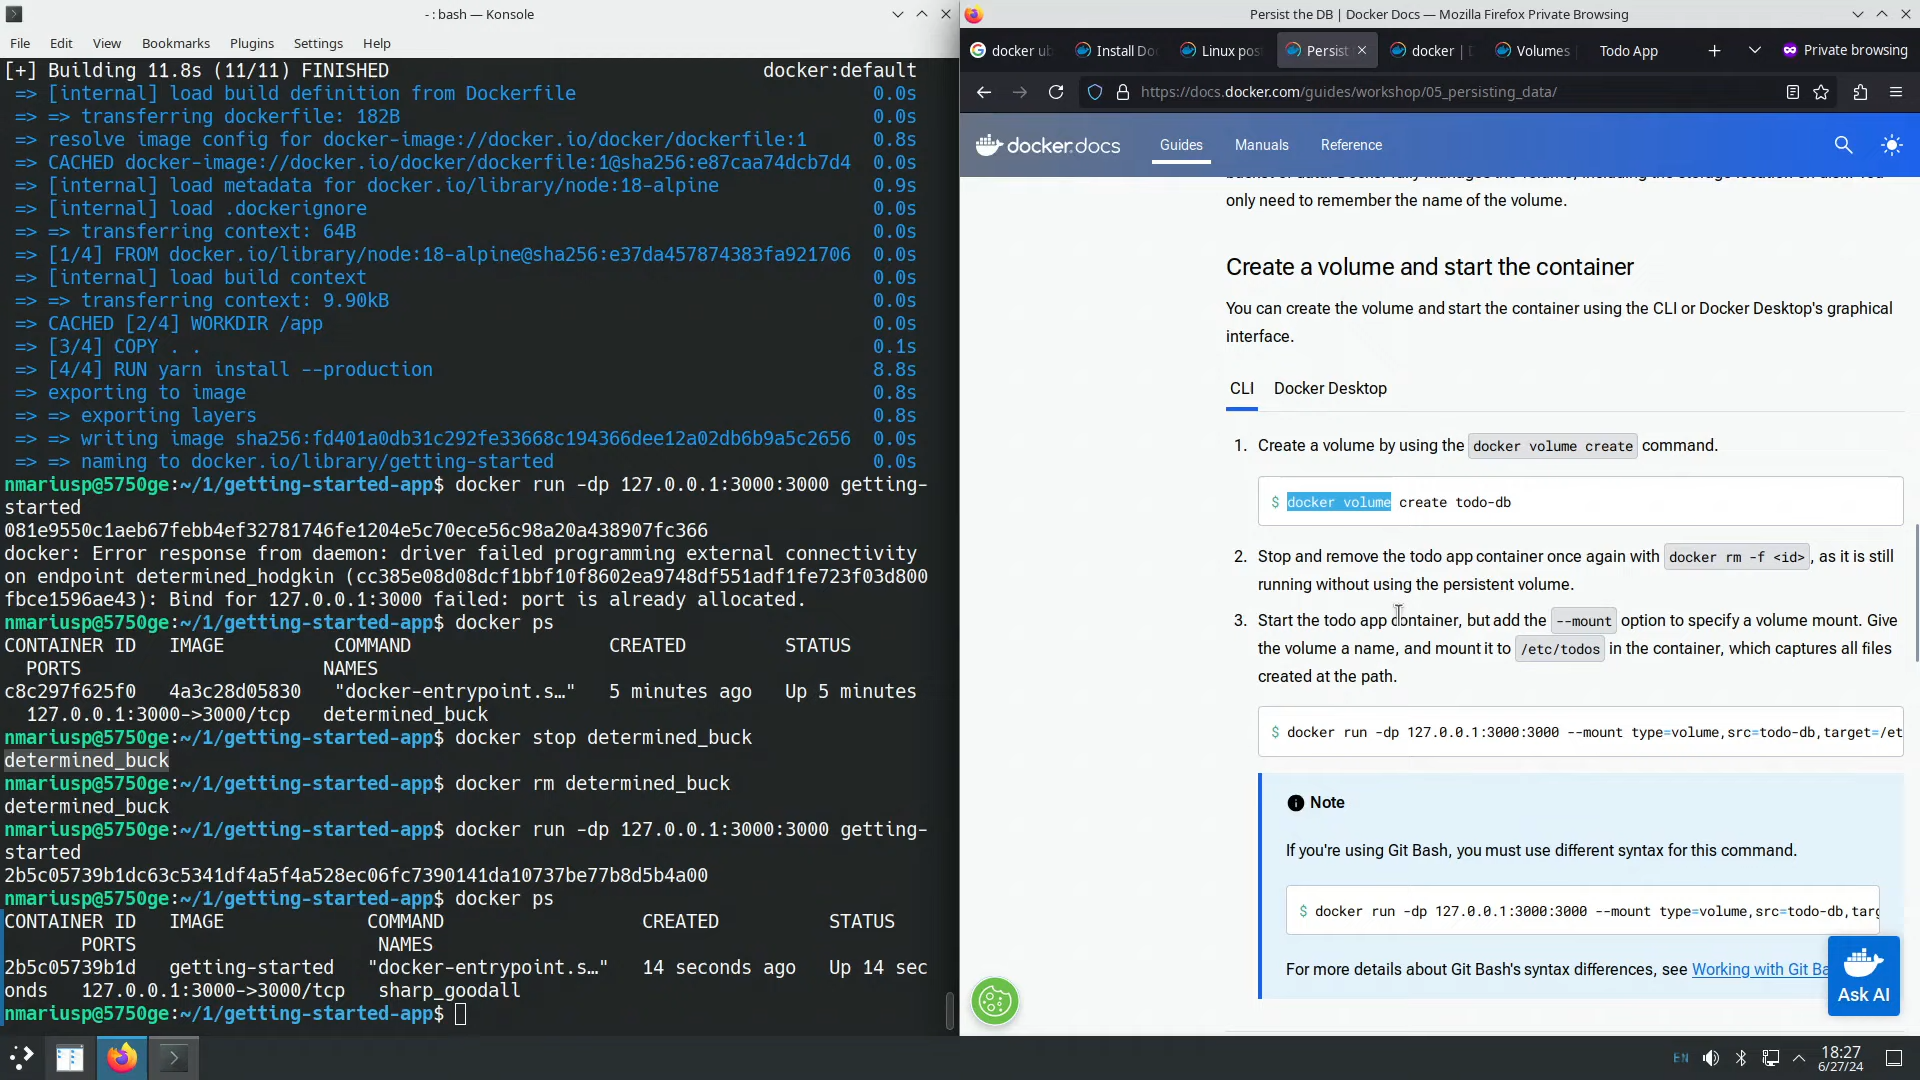 - : bash — Konsole
File Edit View Bookmarks Plugins Settings Help
[+] Building 11.8s (11/11) FINISHED docker:default
=> [internal] load build definition from Dockerfile 0.0s
=> => transferring dockerfile: 182B 0.0s
=> resolve image config for docker-image://docker.io/docker/dockerfile:1 0.8s
=> CACHED docker-image://docker.io/docker/dockerfile:1@sha256:e87caa74dcb7d4 0.0s
=> [internal] load metadata for docker.io/library/node:18-alpine 0.9s
=> [internal] load .dockerignore 0.0s
=> => transferring context: 64B 0.0s
=> [1/4] FROM docker.io/library/node:18-alpine@sha256:e37da457874383fa921706 0.0s
=> [internal] load build context 0.0s
=> => transferring context: 9.90kB 0.0s
=> CACHED [2/4] WORKDIR /app 0.0s
=> [3/4] COPY . . 0.1s
=> [4/4] RUN yarn install --production 8.8s
=> exporting to image 0.8s
=> => exporting layers 0.8s
=> => writing image sha256:fd401a0db31c292fe33668c194366dee12a02db6b9a5c2656 0.0s
=> => naming to docker.io/library/getting-started 0.0s
nmariusp@5750ge:~/1/getting-started-app$ docker run -dp 127.0.0.1:3000:3000 getting-
started
081e9550c1aeb67febb4ef32781746fe1204e5c70ece56c98a20a438907fc366
docker: Error response from daemon: driver failed programming external connectivity
on endpoint determined_hodgkin (cc385e08d08dcf1bbf10f8602ea9748df551adf1fe723f03d800
fbce1596ae43): Bind for 127.0.0.1:3000 failed: port is already allocated.
nmariusp@5750ge:~/1/getting-started-app$ docker ps
CONTAINER ID IMAGE COMMAND CREATED STATUS
PORTS NAMES
c8c297f625f0 4a3c28d05830 "docker-entrypoint.s…" 5 minutes ago Up 5 minutes
127.0.0.1:3000->3000/tcp determined_buck
nmariusp@5750ge:~/1/getting-started-app$ docker stop determined_buck
determined_buck
nmariusp@5750ge:~/1/getting-started-app$ docker rm determined_buck
determined_buck
nmariusp@5750ge:~/1/getting-started-app$ docker run -dp 127.0.0.1:3000:3000 getting-
started
2b5c05739b1dc63c5341df4a5f4a528ec06fc7390141da10737be77b8d5b4a00
nmariusp@5750ge:~/1/getting-started-app$ docker ps
CONTAINER ID IMAGE COMMAND CREATED STATUS
PORTS NAMES
2b5c05739b1d getting-started "docker-entrypoint.s…" 14 seconds ago Up 14 sec
onds 127.0.0.1:3000->3000/tcp sharp_goodall
nmariusp@5750ge:~/1/getting-started-app$
Persist the DB | Docker Docs — Mozilla Firefox Private Browsing
docker ub Install Do Linux pos Persist docker | Volumes Todo App Private browsing
https://docs.docker.com/guides/workshop/05_persisting_data/
docker.docs Guides Manuals Reference
only need to remember the name of the volume.
Create a volume and start the container
You can create the volume and start the container using the CLI or Docker Desktop's graphical
interface.
CLI Docker Desktop
1. Create a volume by using the docker volume create command.
$ docker volume create todo-db
2. Stop and remove the todo app container once again with docker rm -f <id>, as it is still
running without using the persistent volume.
3. Start the todo app container, but add the --mount option to specify a volume mount. Give
the volume a name, and mount it to /etc/todos in the container, which captures all files
created at the path.
$ docker run -dp 127.0.0.1:3000:3000 --mount type=volume,src=todo-db,target=/et
Note
If you're using Git Bash, you must use different syntax for this command.
$ docker run -dp 127.0.0.1:3000:3000 --mount type=volume,src=todo-db,targ
For more details about Git Bash's syntax differences, see Working with Git Ba
Ask AI
EN 18:27
6/27/24